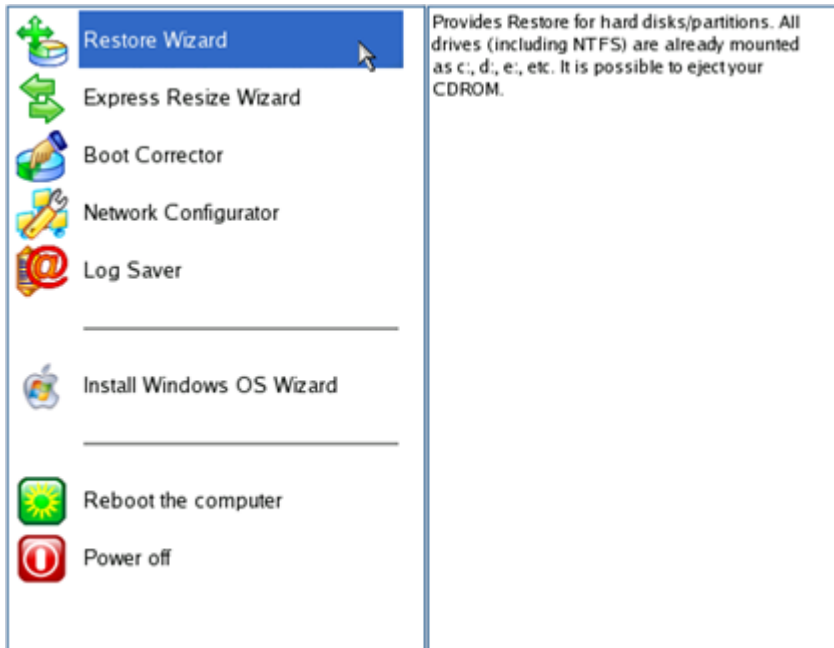 Restore Wizard
Express Resize Wizard
Boot Corrector
Network Configurator
Log Saver
Install Windows OS Wizard
Reboot the computer
Power off
Provides Restore for hard disks/partitions. All
drives (including NTFS) are already mounted
as c:, d:, e:, etc. It is possible to eject your
CDROM.